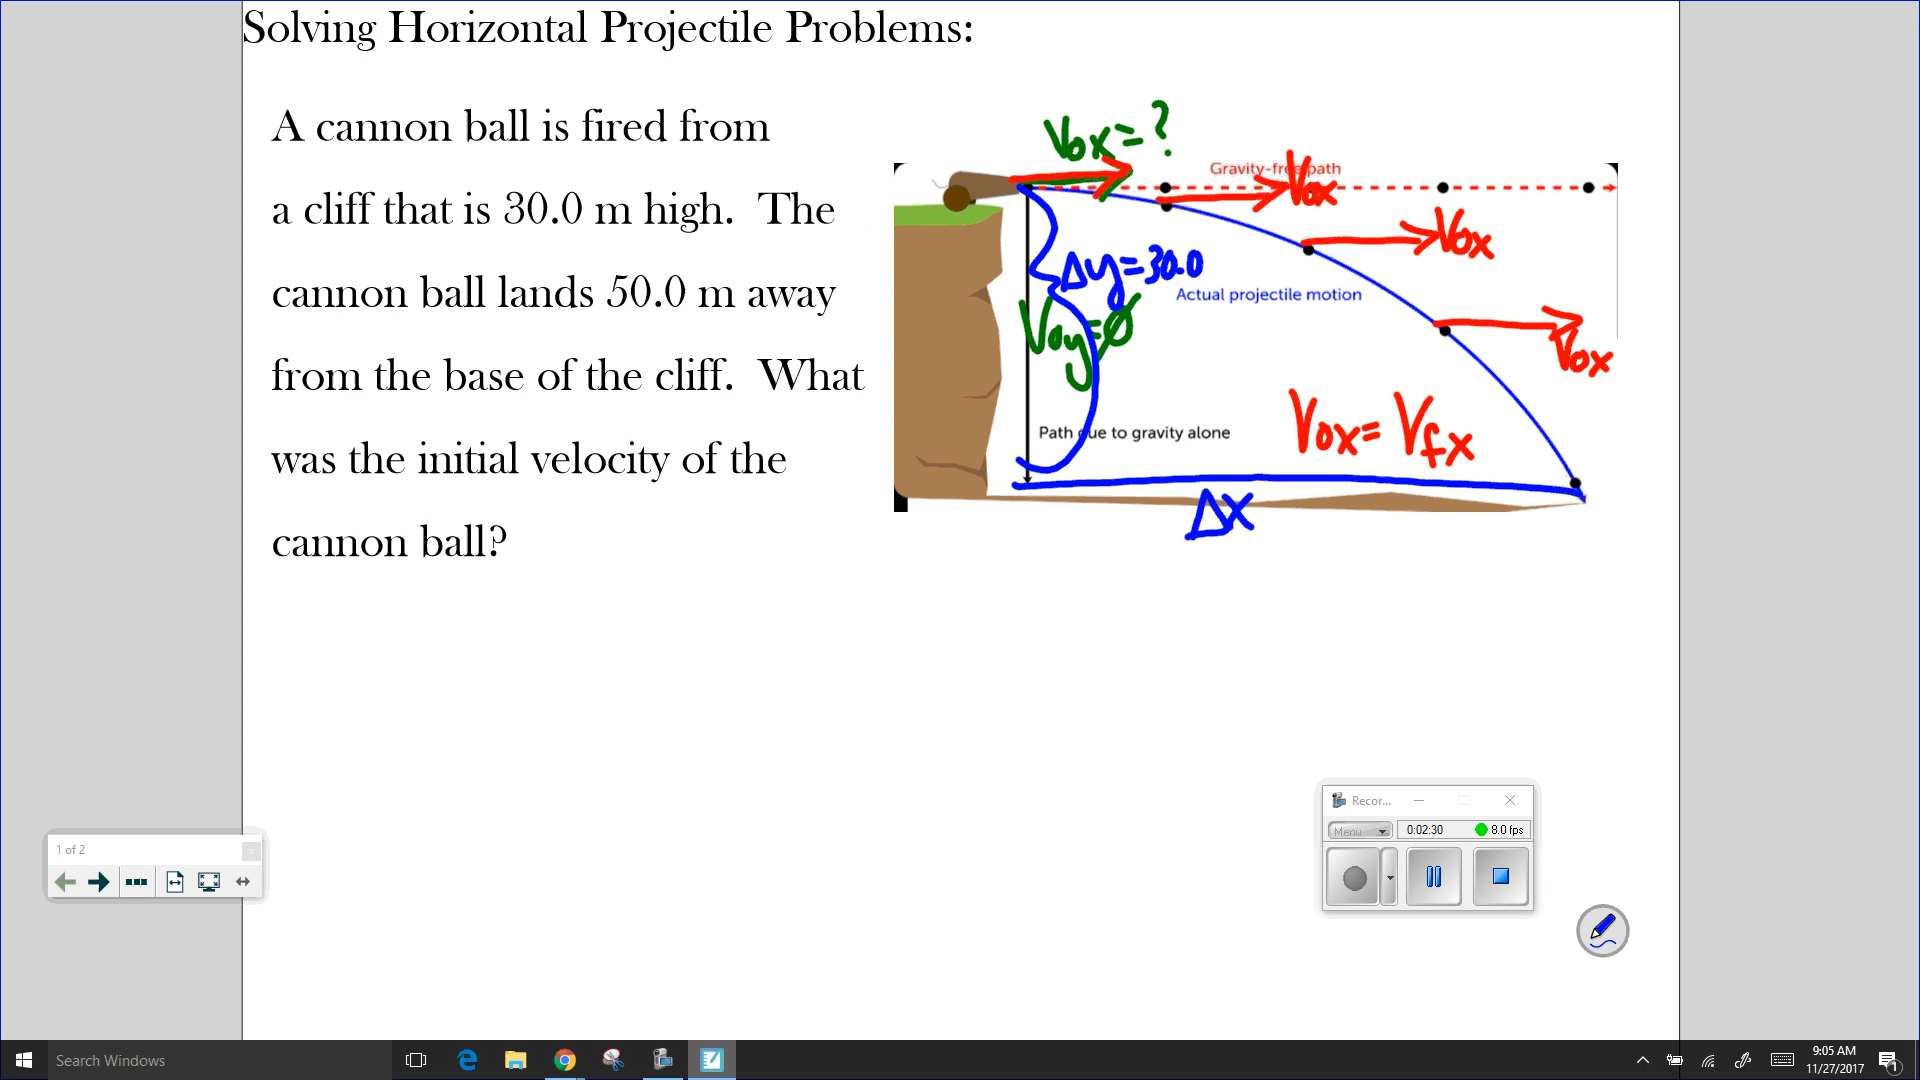 Solving Horizontal Projectile Problems:
A cannon ball is fired from
a cliff that is 30.0 m high. The
cannon ball lands 50.0 m away
from the base of the cliff. What
was the initial velocity of the
cannon ball?
Vox=?
Gravity-free path
Vox
Vox
Δy=30.0
Actual projectile motion
Voy=0
Vox
Path due to gravity alone
Vox=Vfx
Δx
Recor...
Menu
0:02:30
8.0 fps
1 of 2
Search Windows
9:05 AM
11/27/2017
1